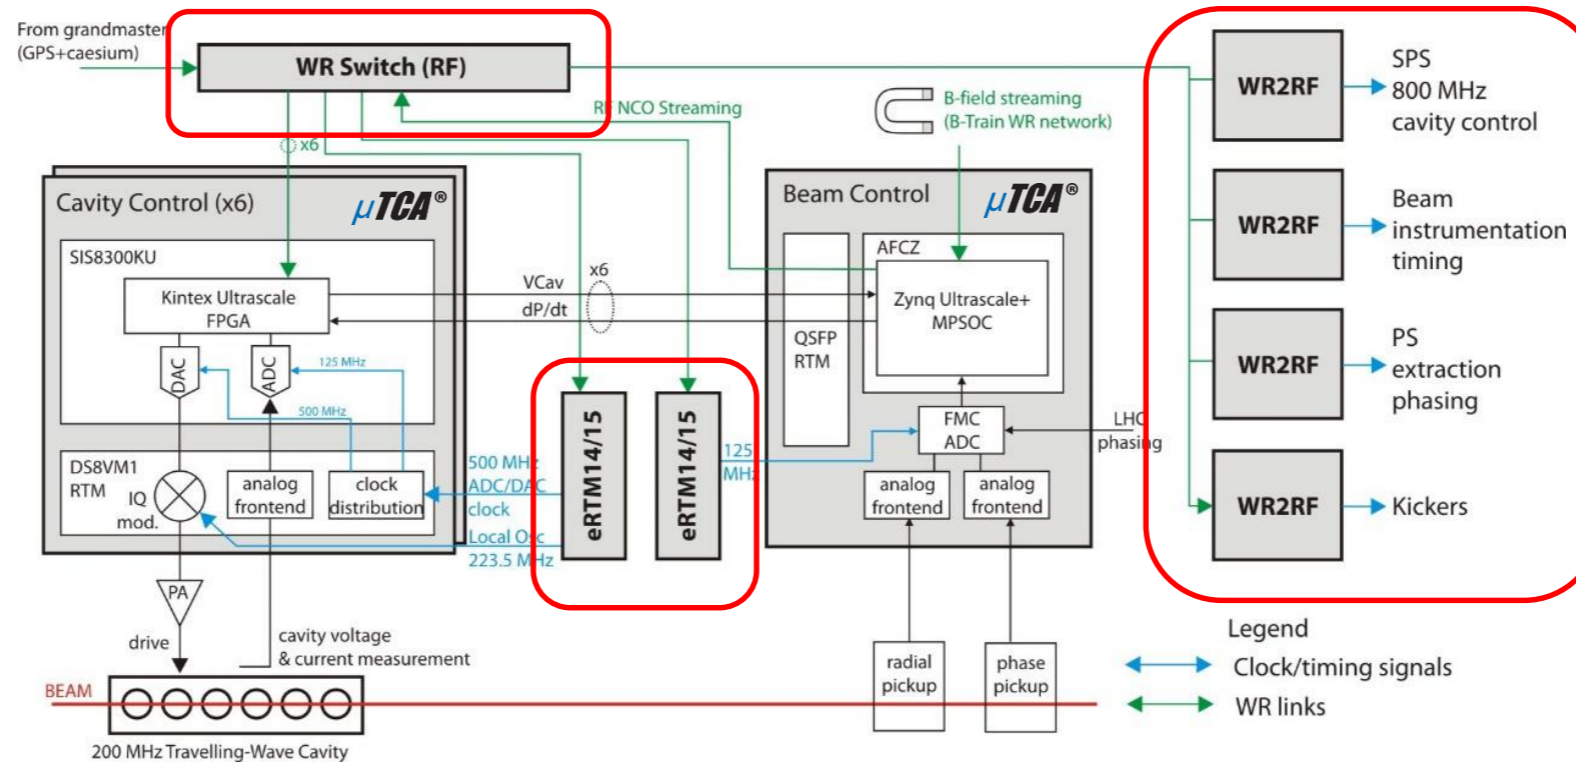 From grandmaster
(GPS+caesium)
WR Switch (RF)
RF NCO Streaming
x6
B-field streaming
(B-Train WR network)
WR2RF
SPS
800 MHz
cavity control
WR2RF
Beam
instrumentation
timing
WR2RF
PS
extraction
phasing
WR2RF
Kickers
Cavity Control (x6)
µTCA®
SIS8300KU
Kintex Ultrascale
FPGA
DAC
ADC
125 MHz
500 MHz
DS8VM1
RTM
IQ
mod.
analog
frontend
clock
distribution
VCav
dP/dt
x6
500 MHz
ADC/DAC
clock
Local Osc
223.5 MHz
eRTM14/15
eRTM14/15
125
MHz
Beam Control
µTCA®
QSFP
RTM
AFCZ
Zynq Ultrascale+
MPSOC
FMC
ADC
LHC
phasing
analog
frontend
analog
frontend
PA
drive
cavity voltage
& current measurement
radial
pickup
phase
pickup
BEAM
200 MHz Travelling-Wave Cavity
Legend
Clock/timing signals
WR links